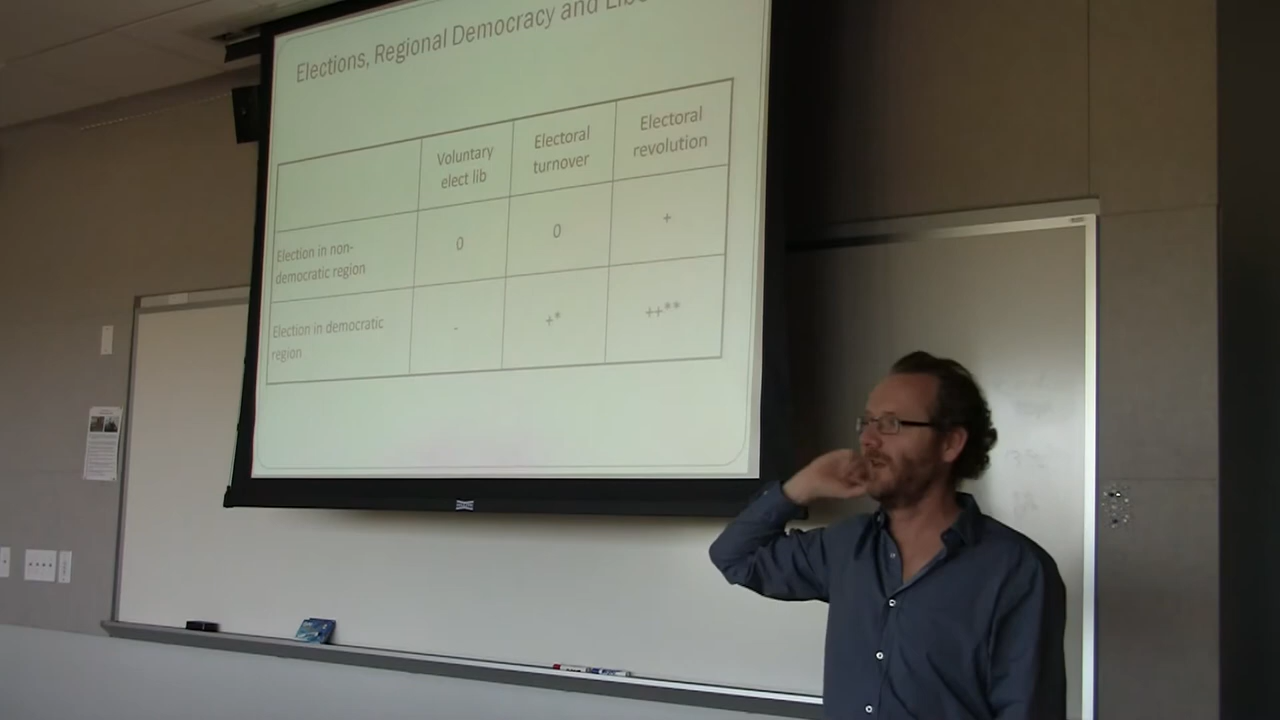 Elections, Regional Democracy and
Voluntary
elect lib
Electoral
turnover
Electoral
revolution
Election in non-
democratic region
0
0
+
Election in democratic
region
-
+*
++**